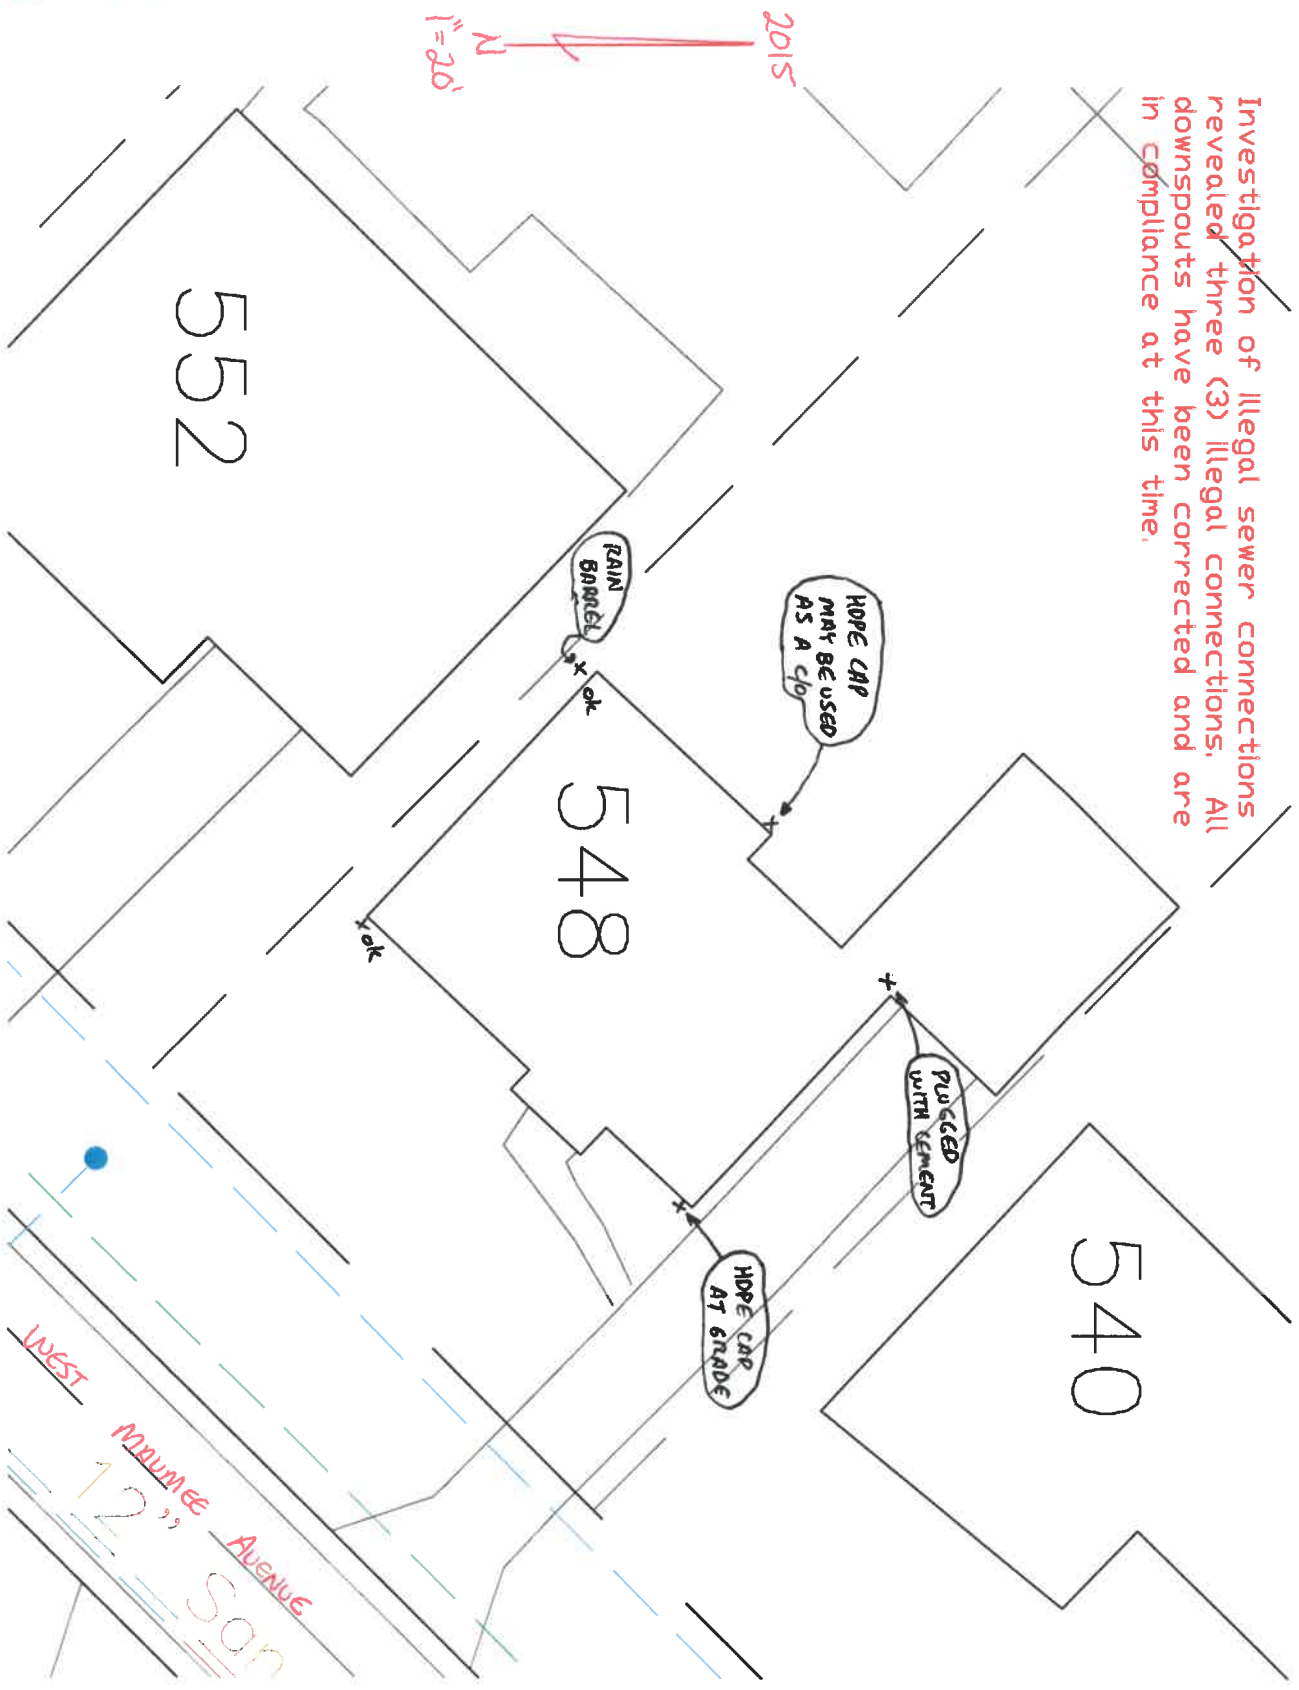 Investigation of illegal sewer connections
revealed three (3) illegal connections. All
downspouts have been corrected and are
in compliance at this time.
2015
N
1"=20'
HDPE CAP
MAY BE USED
AS A C/O
RAIN
BARREL
ok
ok
PLUGGED
WITH CEMENT
HDPE CAP
AT GRADE
552
548
540
WEST MAUMEE AVENUE
12" San